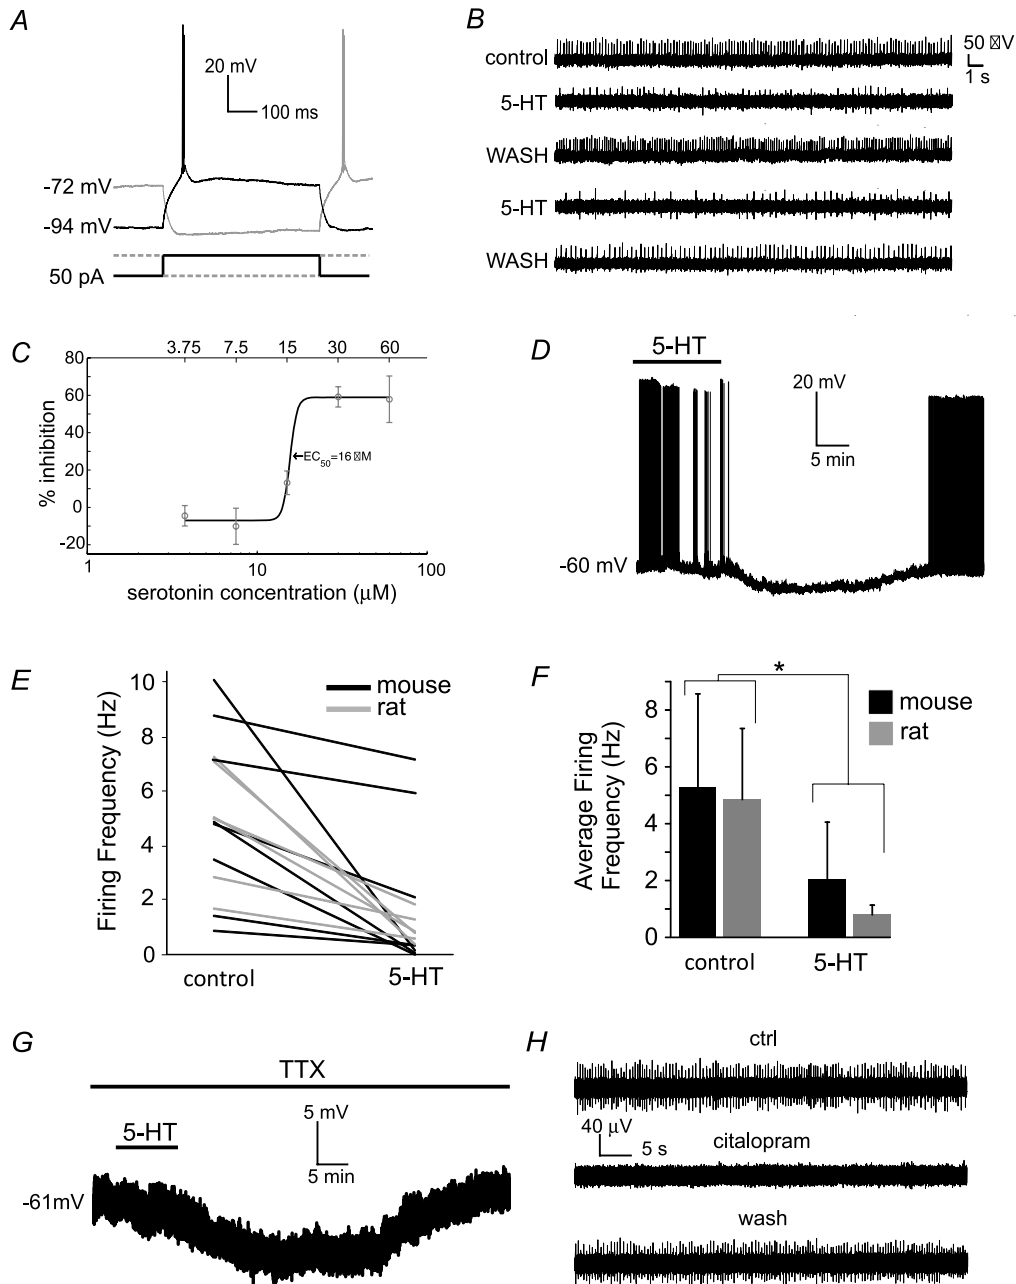 A
20 mV
100 ms
-72 mV
-94 mV
50 pA
B
control
5-HT
WASH
5-HT
WASH
50 V
1 s
C
3.75 7.5 15 30 60
80
60
40
20
0
-20
% inhibition
EC50=16 M
1 10 100
serotonin concentration (μM)
D
5-HT
20 mV
5 min
-60 mV
E
mouse
rat
10
8
6
4
2
0
Firing Frequency (Hz)
control 5-HT
F
*
mouse
rat
8
6
4
2
0
Average Firing
Frequency (Hz)
control 5-HT
G
TTX
5-HT
5 mV
5 min
-61mV
H
ctrl
40 μV
5 s
citalopram
wash